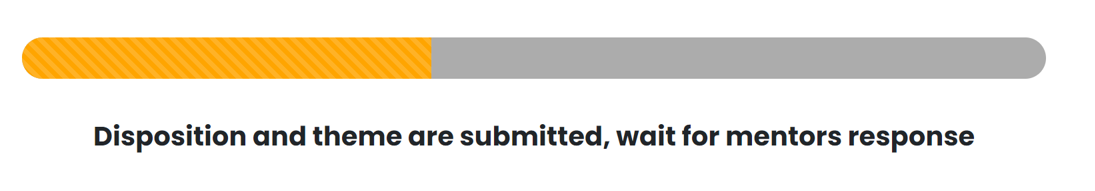 Disposition and theme are submitted, wait for mentors response